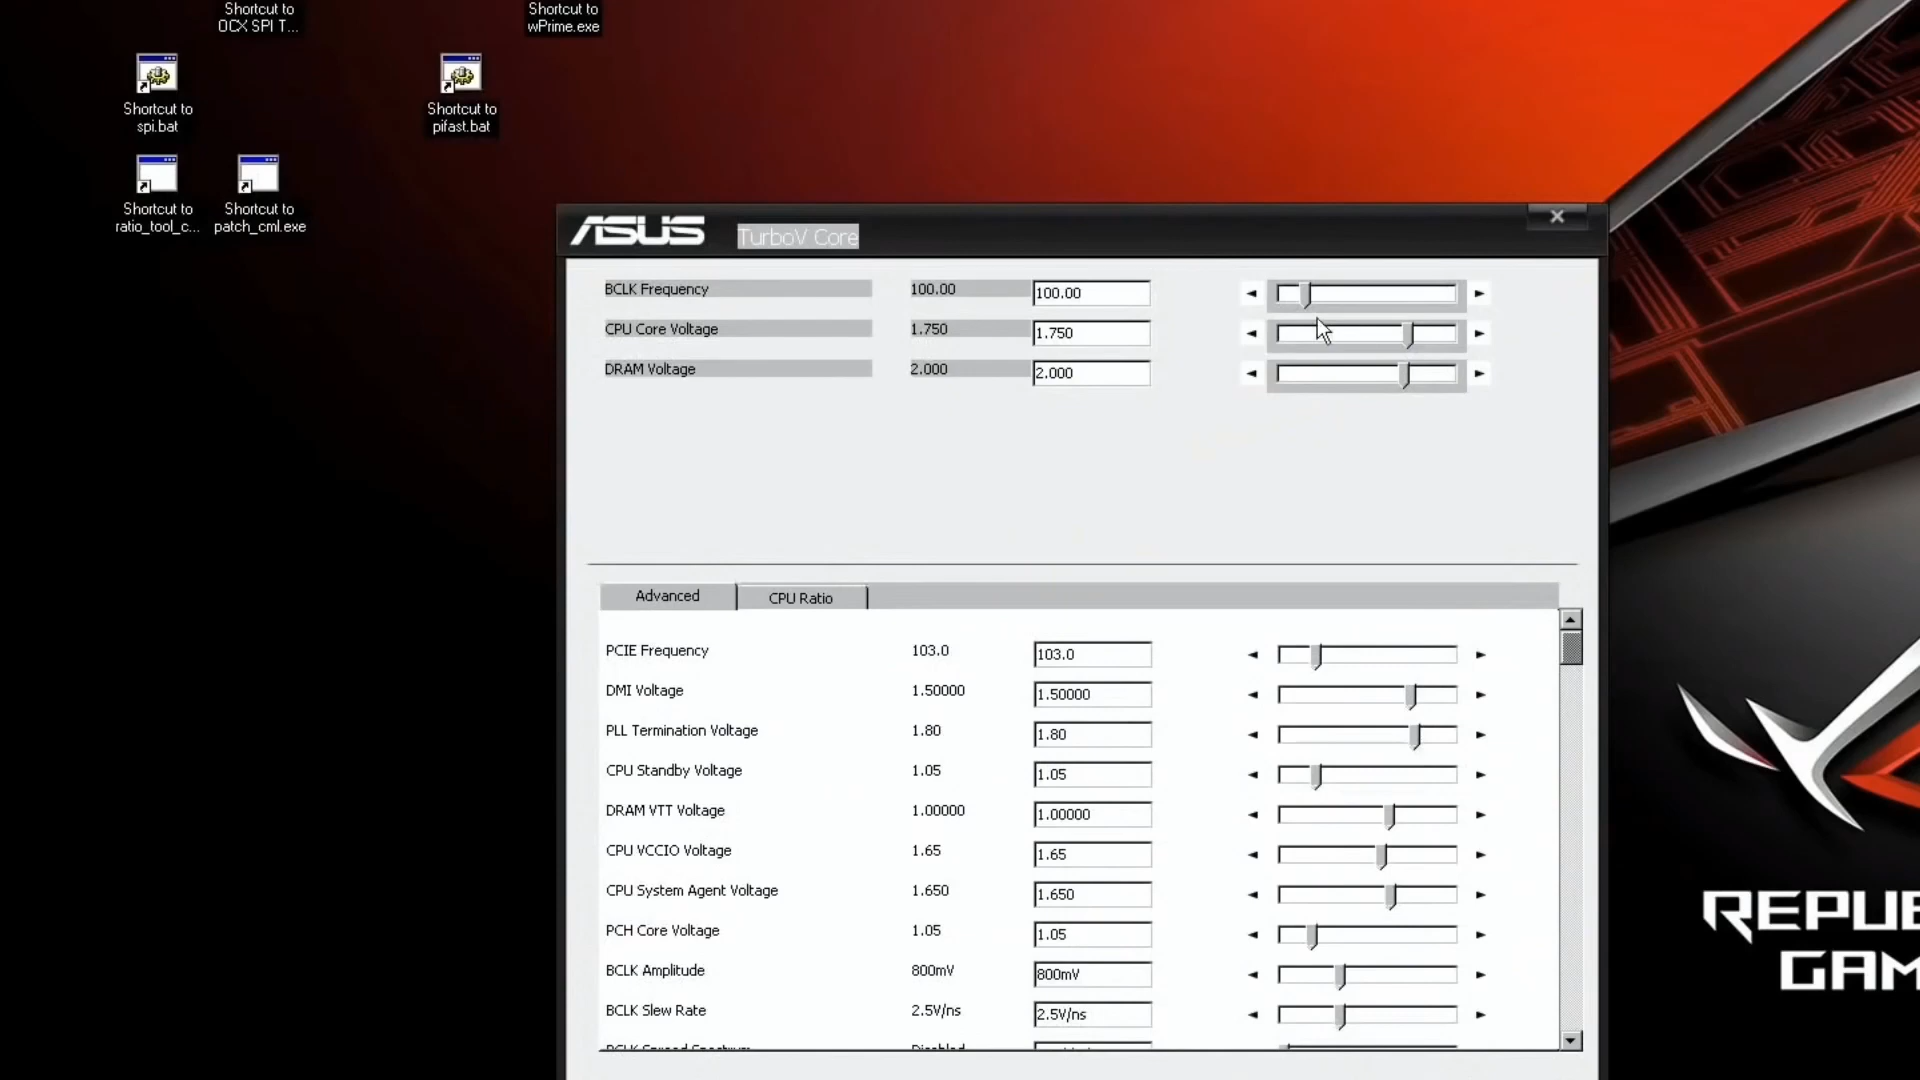 Shortcut to
OCX SPI T...
Shortcut to
wPrime.exe
Shortcut to
spi.bat
Shortcut to
pifast.bat
Shortcut to
ratio_tool_c...
Shortcut to
patch_cml.exe
ASUS TurboV Core
BCLK Frequency 100.00 100.00
CPU Core Voltage 1.750 1.750
DRAM Voltage 2.000 2.000
Advanced CPU Ratio
PCIE Frequency 103.0 103.0
DMI Voltage 1.50000 1.50000
PLL Termination Voltage 1.80 1.80
CPU Standby Voltage 1.05 1.05
DRAM VTT Voltage 1.00000 1.00000
CPU VCCIO Voltage 1.65 1.65
CPU System Agent Voltage 1.650 1.650
PCH Core Voltage 1.05 1.05
BCLK Amplitude 800mV 800mV
BCLK Slew Rate 2.5V/ns 2.5V/ns
BCLK Spread Spectrum Disabled
REPUB
GAM